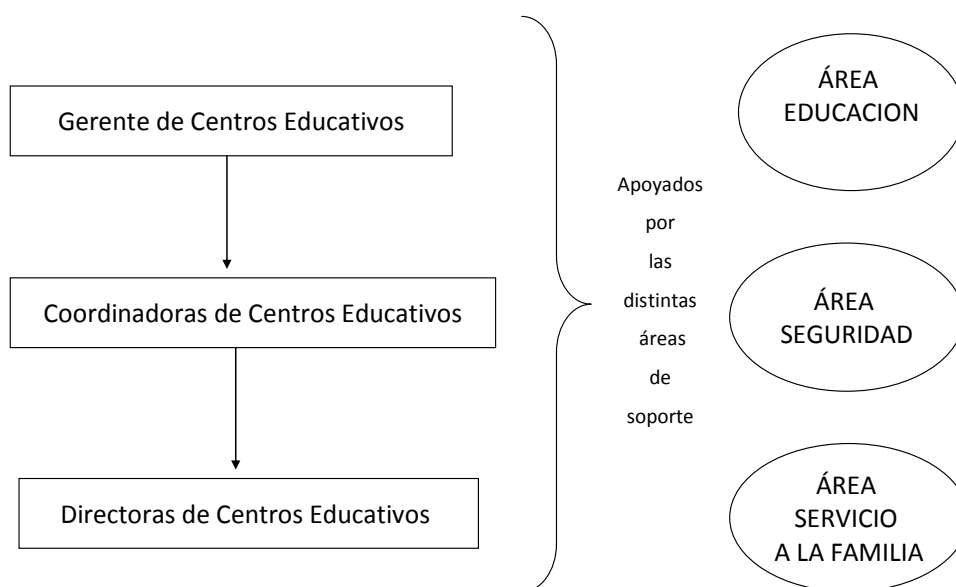 Gerente de Centros Educativos
Coordinadoras de Centros Educativos
Directoras de Centros Educativos
Apoyados
por
las
distintas
áreas
de
soporte
ÁREA
EDUCACION
ÁREA
SEGURIDAD
ÁREA
SERVICIO
A LA FAMILIA